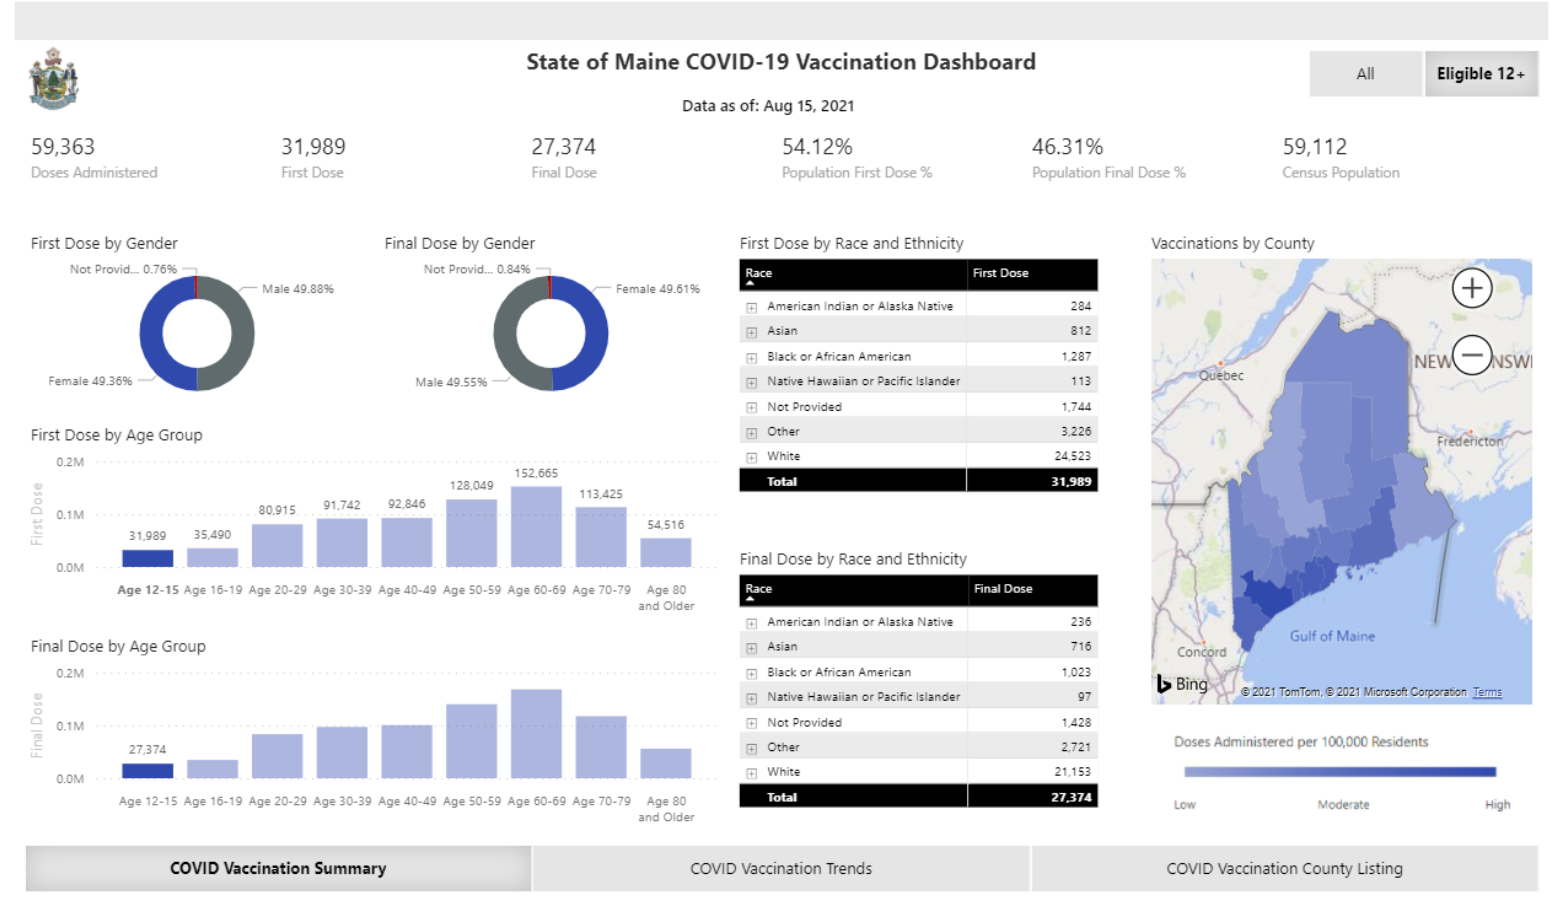 State of Maine COVID-19 Vaccination Dashboard
All
Eligible 12+
Data as of: Aug 15, 2021
59,363
Doses Administered
31,989
First Dose
27,374
Final Dose
54.12%
Population First Dose %
46.31%
Population Final Dose %
59,112
Census Population
First Dose by Gender
Not Provid... 0.76%
Male 49.88%
Female 49.36%
Final Dose by Gender
Not Provid... 0.84%
Female 49.61%
Male 49.55%
First Dose by Age Group
First Dose
0.2M
0.1M
0.0M
31,989
35,490
80,915
91,742
92,846
128,049
152,665
113,425
54,516
Age 12-15
Age 16-19
Age 20-29
Age 30-39
Age 40-49
Age 50-59
Age 60-69
Age 70-79
Age 80
and Older
Final Dose by Age Group
Final Dose
0.2M
0.1M
0.0M
27,374
Age 12-15
Age 16-19
Age 20-29
Age 30-39
Age 40-49
Age 50-59
Age 60-69
Age 70-79
Age 80
and Older
First Dose by Race and Ethnicity
Race First Dose
American Indian or Alaska Native 284
Asian 812
Black or African American 1,287
Native Hawaiian or Pacific Islander 113
Not Provided 1,744
Other 3,226
White 24,523
Total 31,989
Final Dose by Race and Ethnicity
Race Final Dose
American Indian or Alaska Native 236
Asian 716
Black or African American 1,023
Native Hawaiian or Pacific Islander 97
Not Provided 1,428
Other 2,721
White 21,153
Total 27,374
Vaccinations by County
NEW NSWI
Quebec
Fredericton
Gulf of Maine
Concord
Bing
© 2021 TomTom, © 2021 Microsoft Corporation Terms
Doses Administered per 100,000 Residents
Low
Moderate
High
COVID Vaccination Summary
COVID Vaccination Trends
COVID Vaccination County Listing